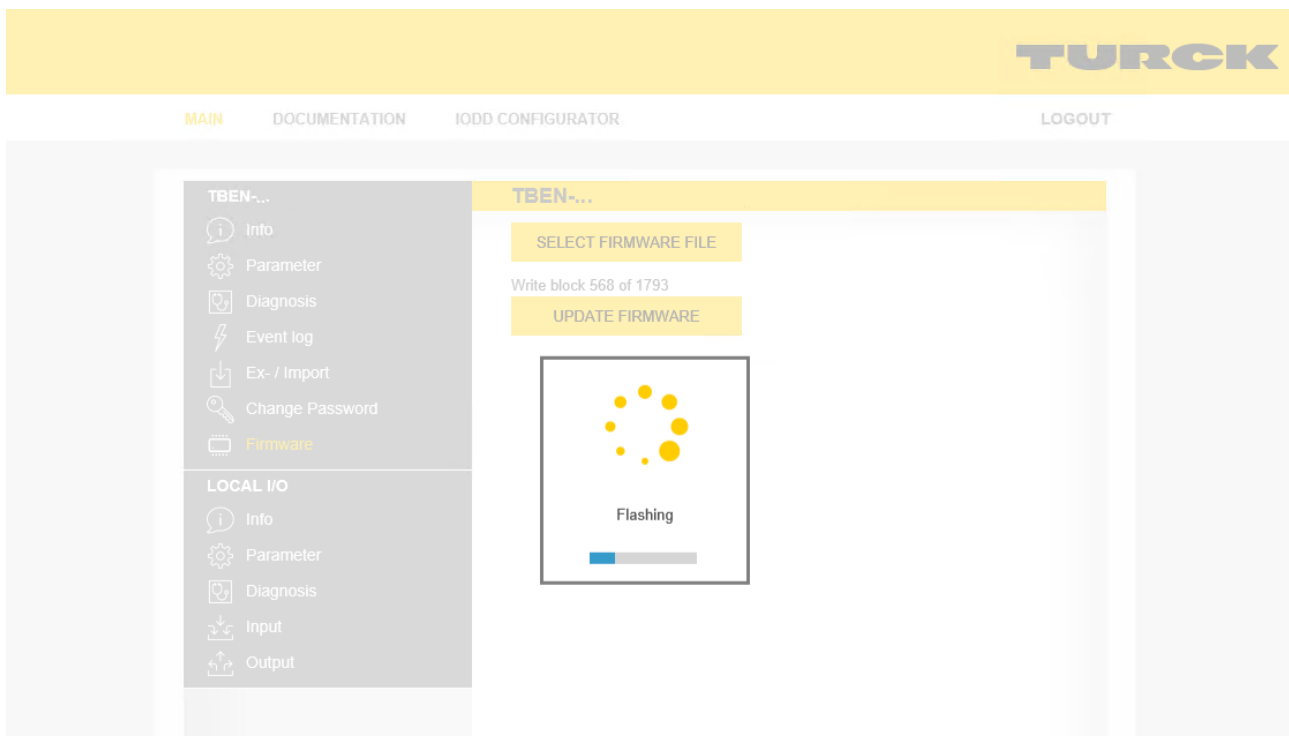 TURCK
MAIN DOCUMENTATION IODD CONFIGURATOR LOGOUT
TBEN-...
Info
Parameter
Diagnosis
Event log
Ex- / Import
Change Password
Firmware
LOCAL I/O
Info
Parameter
Diagnosis
Input
Output
TBEN-...
SELECT FIRMWARE FILE
Write block 568 of 1793
UPDATE FIRMWARE
Flashing